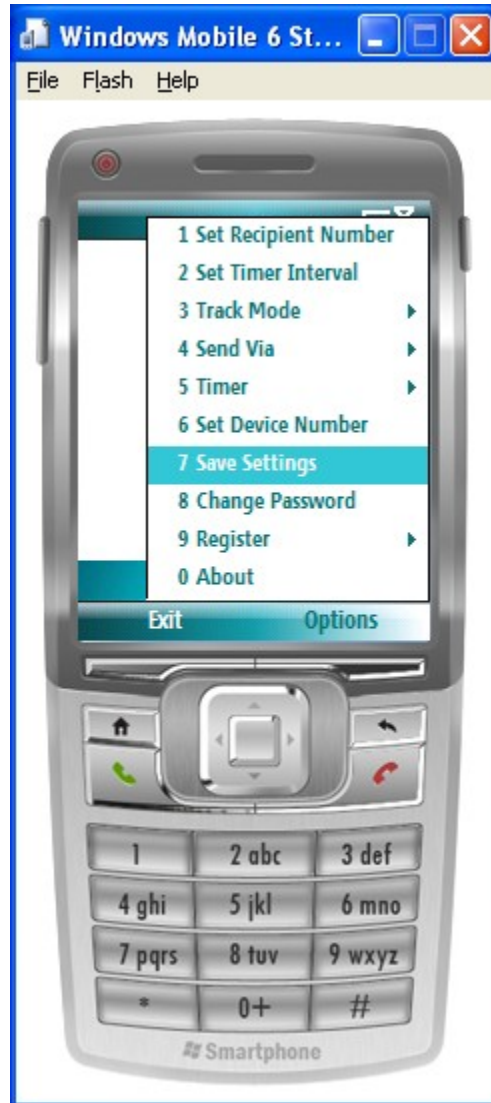 Windows Mobile 6 St...
File Flash Help
1 Set Recipient Number
2 Set Timer Interval
3 Track Mode
4 Send Via
5 Timer
6 Set Device Number
7 Save Settings
8 Change Password
9 Register
0 About
Exit Options
1 2 abc 3 def
4 ghi 5 jkl 6 mno
7 pqrs 8 tuv 9 wxyz
* 0+ #
Smartphone